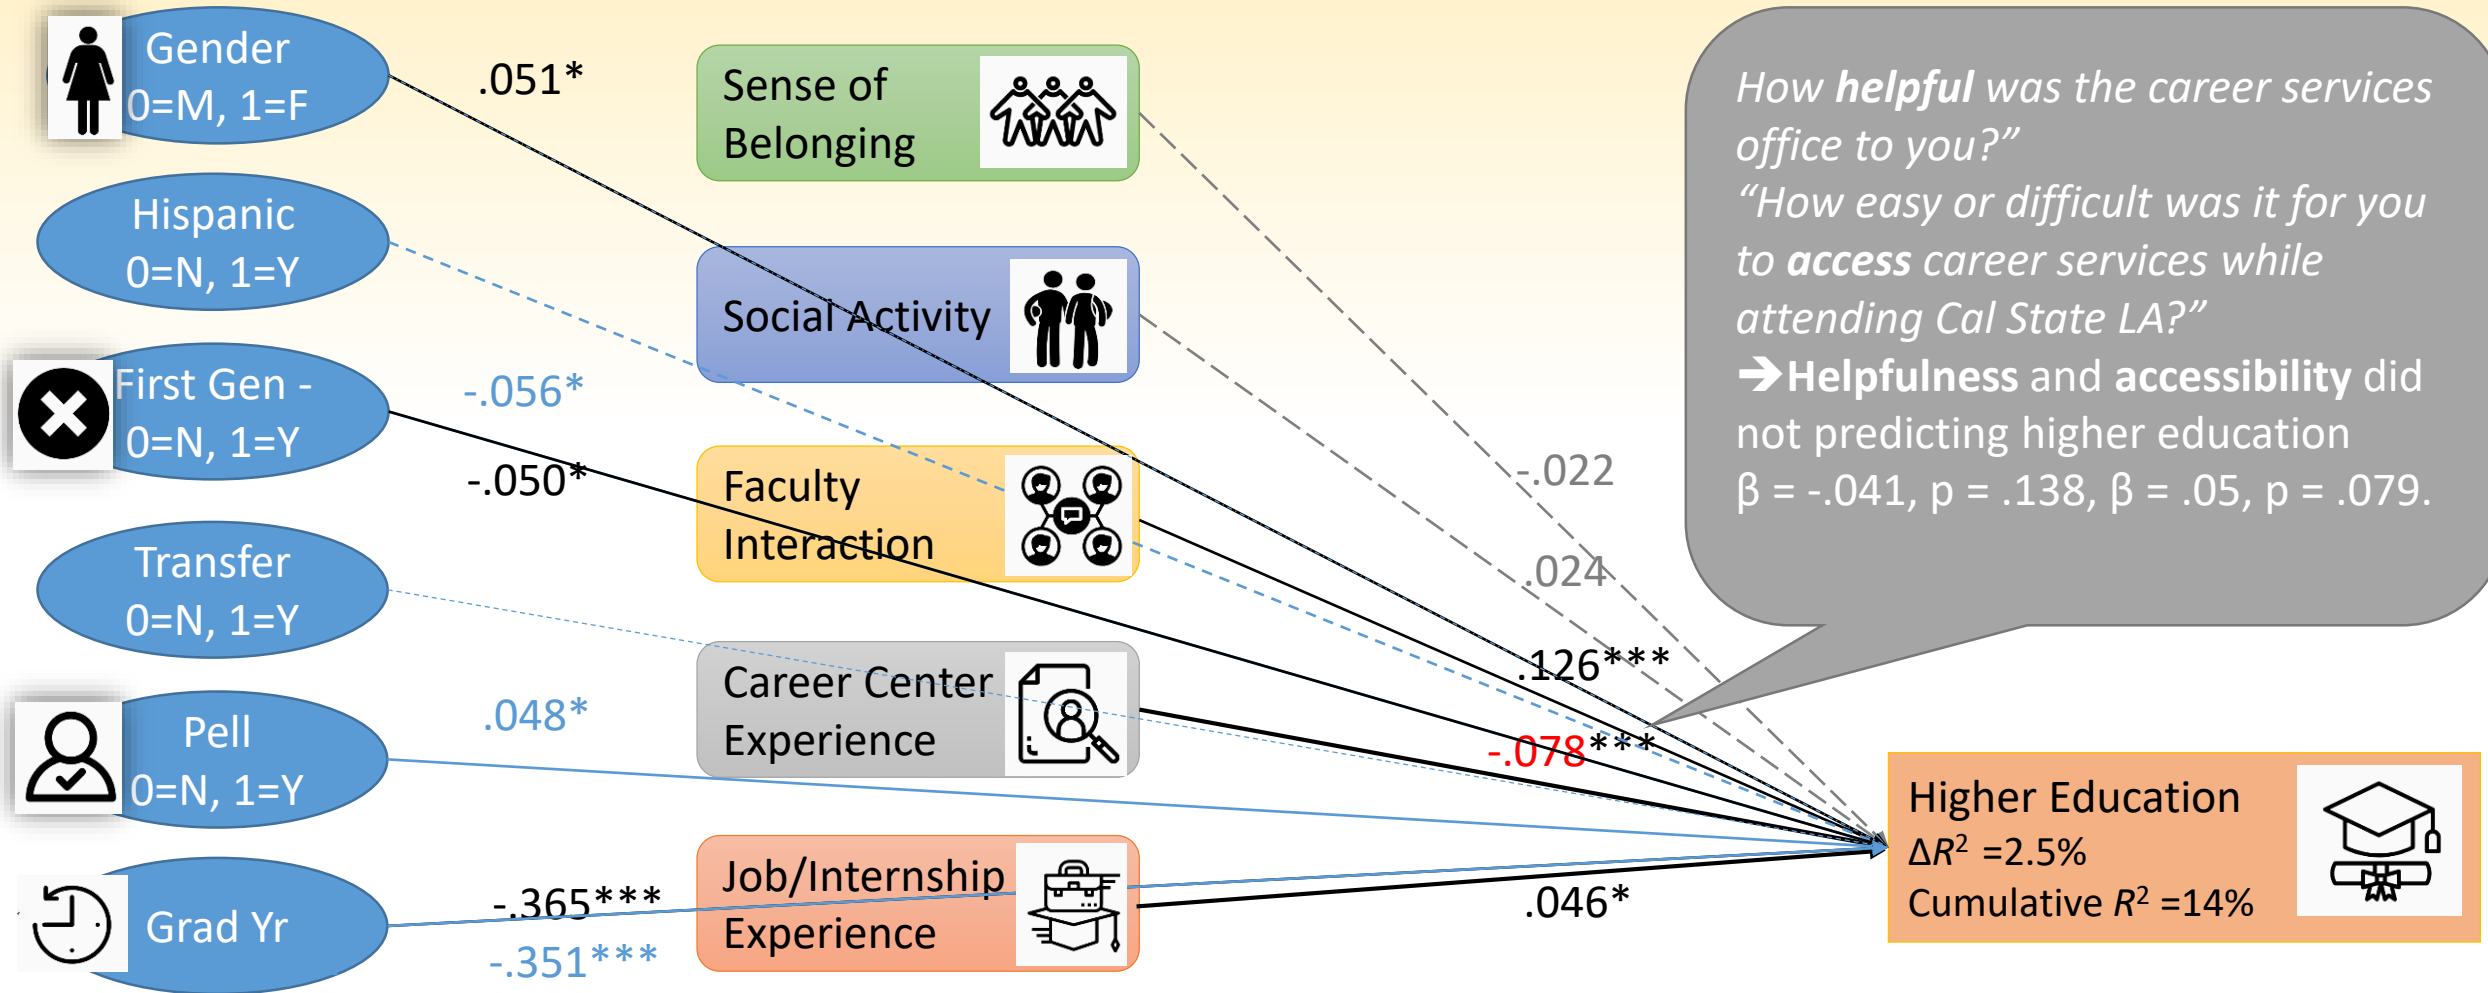 Gender
0=M, 1=F
.051*
Hispanic
0=N, 1=Y
-.056*
First Gen -
0=N, 1=Y
-.050*
Transfer
0=N, 1=Y
Pell
0=N, 1=Y
.048*
Grad Yr
-.365***
-.351***
Sense of
Belonging
Social Activity
Faculty
Interaction
Career Center
Experience
Job/Internship
Experience
-.022
.024
.126***
-.078***
.046*
How helpful was the career services
office to you?”
“How easy or difficult was it for you
to access career services while
attending Cal State LA?”
➔Helpfulness and accessibility did
not predicting higher education
β = -.041, p = .138, β = .05, p = .079.
Higher Education
ΔR² =2.5%
Cumulative R² =14%